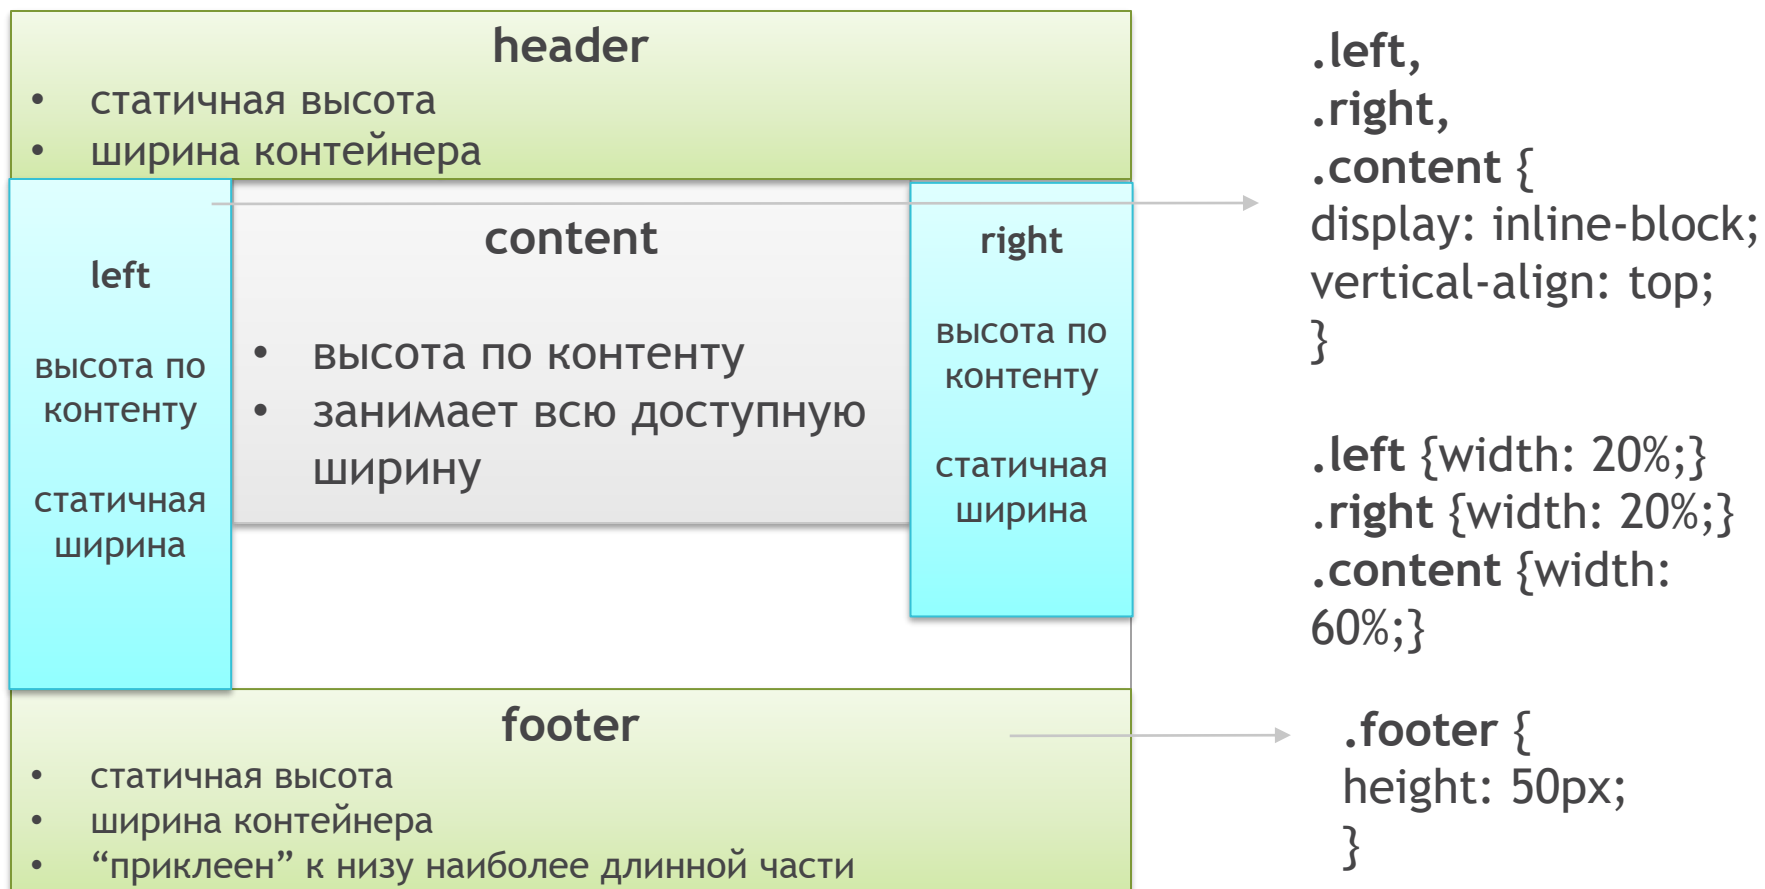 header
• статичная высота
• ширина контейнера
left
высота по
контенту
статичная
ширина
content
• высота по контенту
• занимает всю доступную
ширину
right
высота по
контенту
статичная
ширина
footer
• статичная высота
• ширина контейнера
• “приклеен” к низу наиболее длинной части
.left,
.right,
.content {
display: inline-block;
vertical-align: top;
}
.left {width: 20%;}
.right {width: 20%;}
.content {width:
60%;}
.footer {
height: 50px;
}